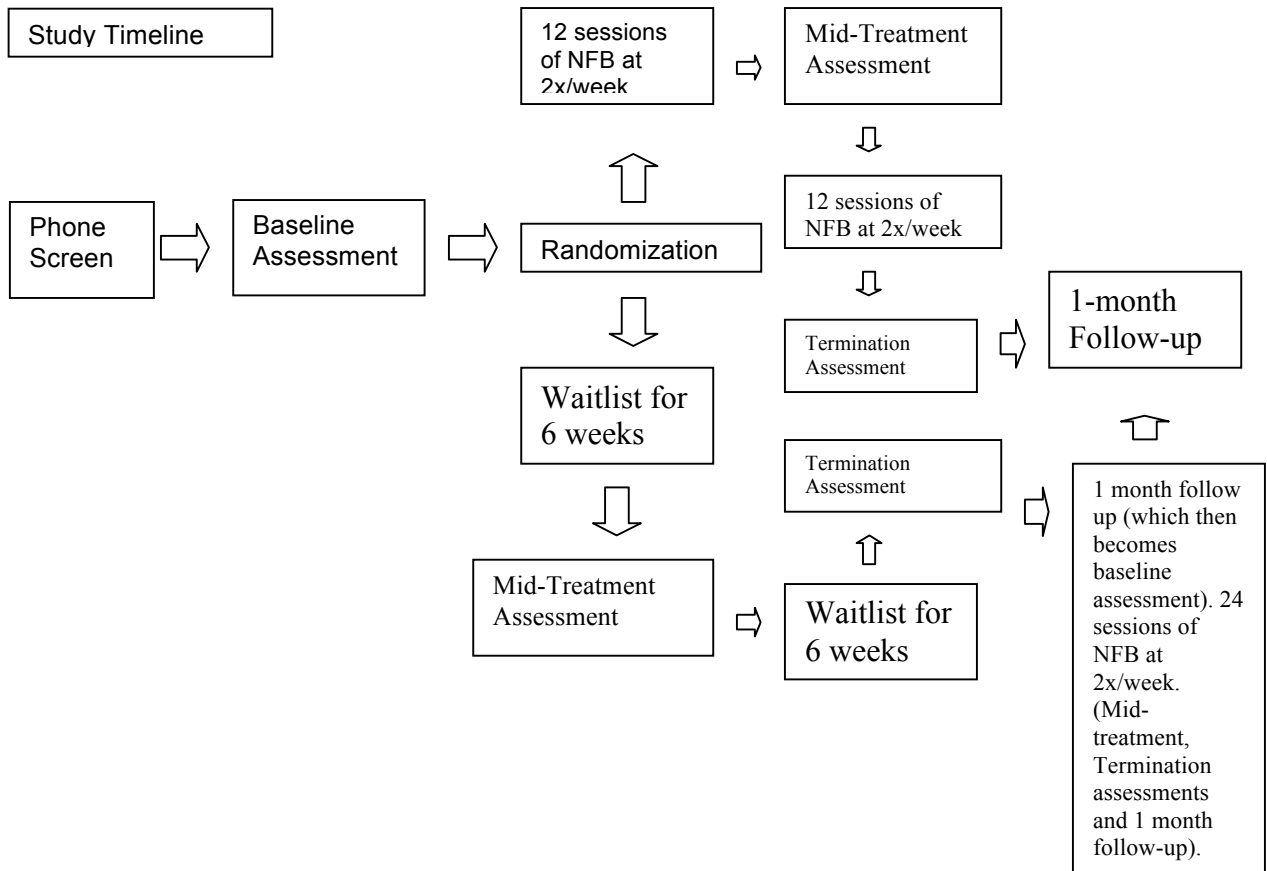 Study Timeline
12 sessions
of NFB at
2x/week
Mid-Treatment
Assessment
Phone
Screen
Baseline
Assessment
Randomization
12 sessions of
NFB at 2x/week
Termination
Assessment
1-month
Follow-up
Waitlist for
6 weeks
Mid-Treatment
Assessment
Waitlist for
6 weeks
Termination
Assessment
1 month follow
up (which then
becomes
baseline
assessment). 24
sessions of
NFB at
2x/week.
(Mid-
treatment,
Termination
assessments
and 1 month
follow-up).